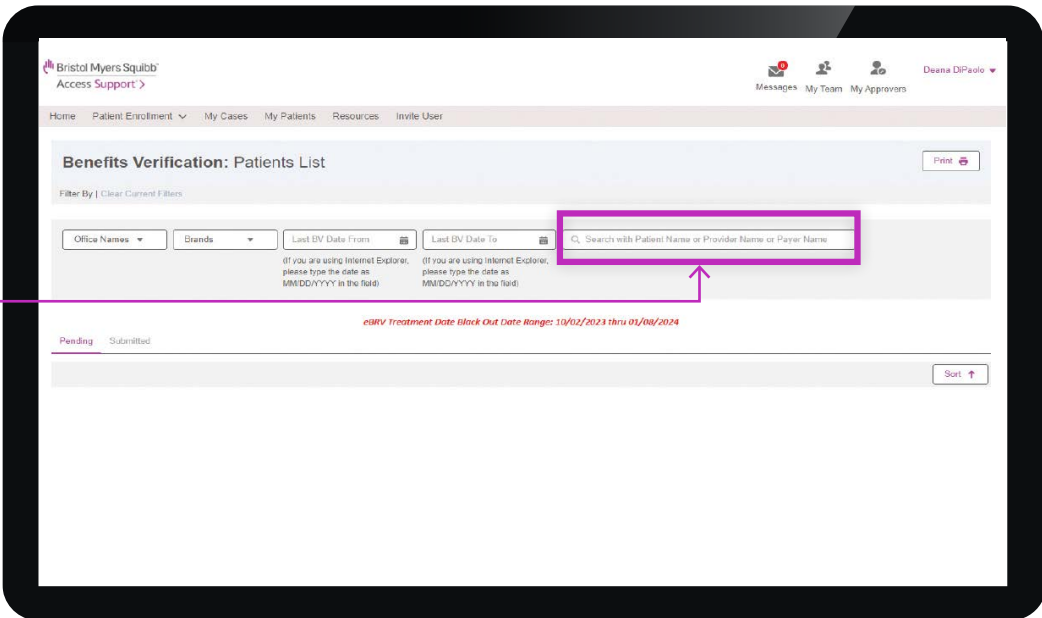 Bristol Myers Squibb™
Access Support®
Messages My Team My Approvers
Deana DiPaolo
Home Patient Enrollment My Cases My Patients Resources Invite User
Benefits Verification: Patients List
Print
Filter By | Clear Current Filters
Office Names Brands Last BV Date From Last BV Date To Search with Patient Name or Provider Name or Payer Name
(If you are using Internet Explorer,
please type the date as
MM/DD/YYYY in the field)
(If you are using Internet Explorer,
please type the date as
MM/DD/YYYY in the field)
eBRV Treatment Date Black Out Date Range: 10/02/2023 thru 01/08/2024
Pending Submitted
Sort